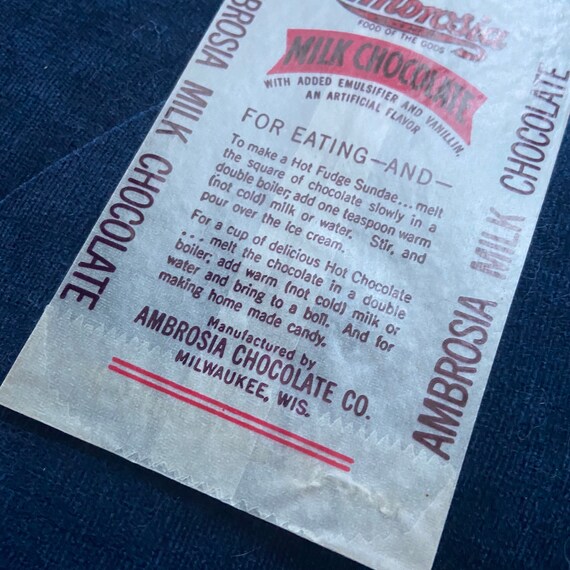 Ambrosia
FOOD OF THE GODS
MILK CHOCOLATE
WITH ADDED EMULSIFIER AND VANILLIN,
AN ARTIFICIAL FLAVOR
FOR EATING—AND—
To make a Hot Fudge Sundae...melt
the square of chocolate slowly in a
double boiler; add one teaspoon warm
(not cold) milk or water. Stir, and
pour over the Ice cream.
For a cup of delicious Hot Chocolate
...melt the chocolate in a double
boiler; add warm (not cold) milk or
water and bring to a boil. And for
making home made candy.
Manufactured by
AMBROSIA CHOCOLATE CO.
MILWAUKEE, WIS.
BROSIA MILK CHOCOLATE
AMBROSIA MILK CHOCOLATE